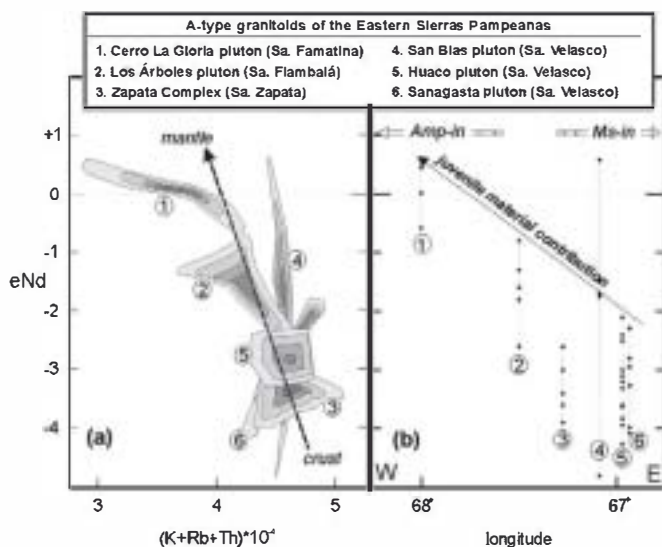 A-type granitoids of the Eastern Sierras Pampeanas
1. Cerro La Gloria pluton (Sa. Famatina)
2. Los Árboles pluton (Sa. Fiambalá)
3. Zapata Complex (Sa. Zapata)
4. San Blas pluton (Sa. Velasco)
5. Huaco pluton (Sa. Velasco)
6. Sanagasta pluton (Sa. Velasco)
+1
0
-1
-2
-3
-4
eNd
mantle
1
2
4
5
3
6
crust
(a)
3
4
5
(K+Rb+Th)*10⁻⁴
Amp-in
Ms-in
juvenile material contribution
1
2
3
4
5
6
(b)
W
E
68°
67°
longitude